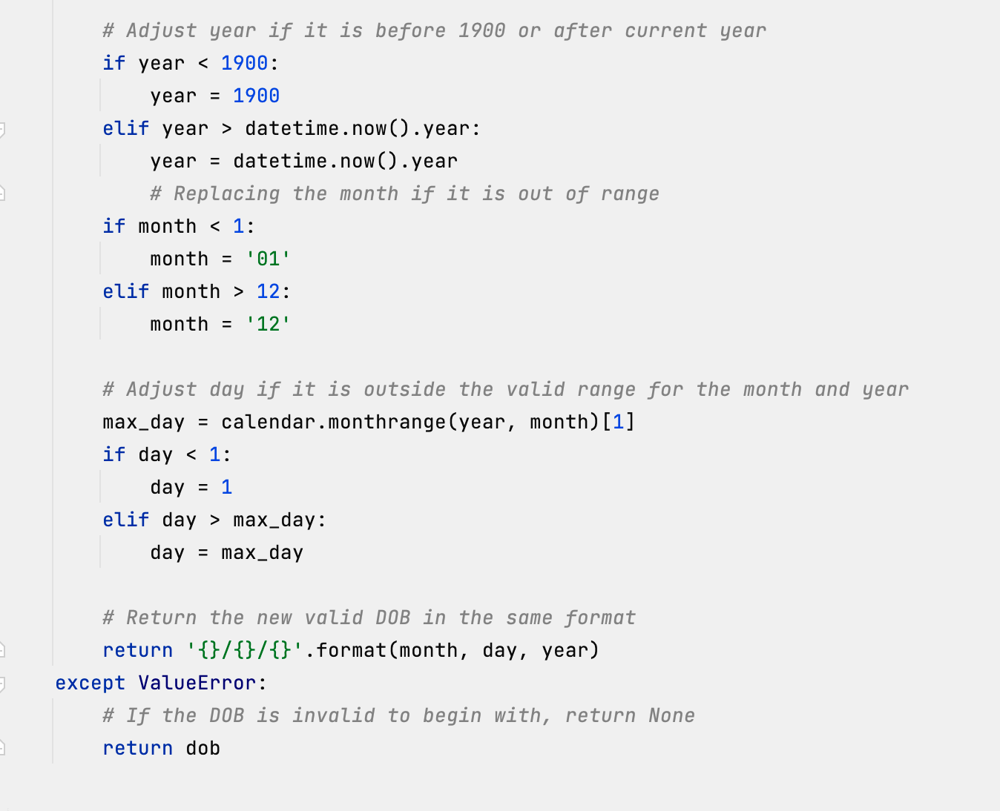 # Adjust year if it is before 1900 or after current year
if year < 1900:
year = 1900
elif year > datetime.now().year:
year = datetime.now().year
# Replacing the month if it is out of range
if month < 1:
month = '01'
elif month > 12:
month = '12'
# Adjust day if it is outside the valid range for the month and year
max_day = calendar.monthrange(year, month)[1]
if day < 1:
day = 1
elif day > max_day:
day = max_day
# Return the new valid DOB in the same format
return '{}/{}/{}'.format(month, day, year)
except ValueError:
# If the DOB is invalid to begin with, return None
return dob